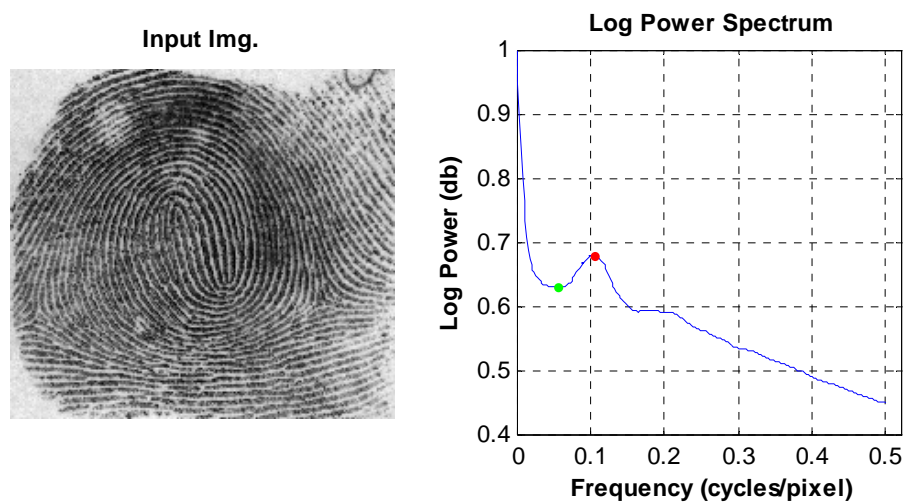 Input Img.
Log Power Spectrum
1
0.9
0.8
0.7
0.6
0.5
0.4
Log Power (db)
0 0.1 0.2 0.3 0.4 0.5
Frequency (cycles/pixel)